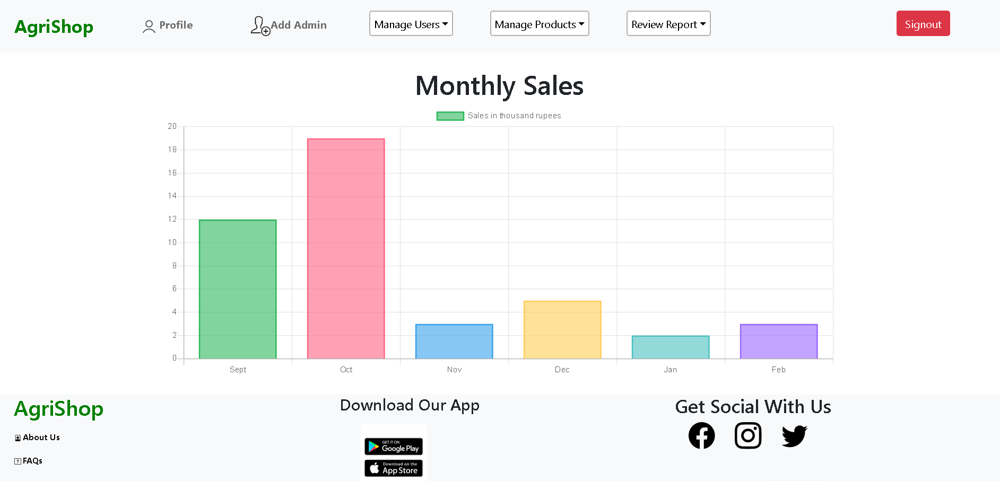 AgriShop Profile Add Admin Manage Users Manage Products Review Report Signout
Monthly Sales
Sales in thousand rupees
20
18
16
14
12
10
8
6
4
2
0
Sept Oct Nov Dec Jan Feb
AgriShop
About Us
FAQs
Download Our App
GET IT ON
Google Play
Download on the
App Store
Get Social With Us